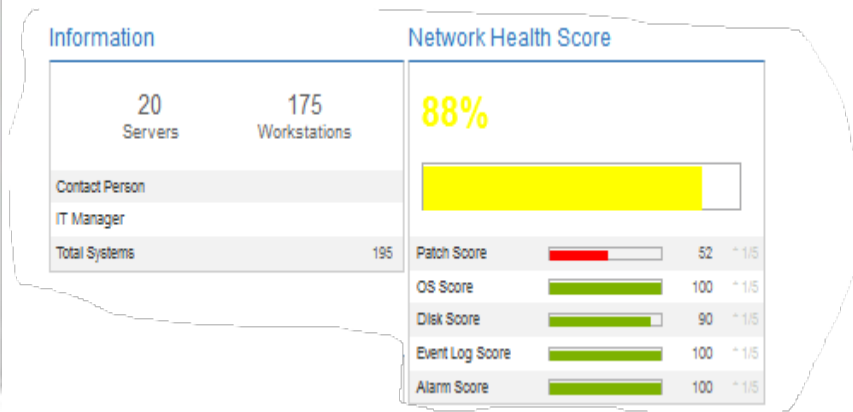 Information
20 175
Servers Workstations
Contact Person
IT Manager
Total Systems 195
Network Health Score
88%
Patch Score 52 ^ 1/5
OS Score 100 ^ 1/5
Disk Score 90 ^ 1/5
Event Log Score 100 ^ 1/5
Alarm Score 100 ^ 1/5